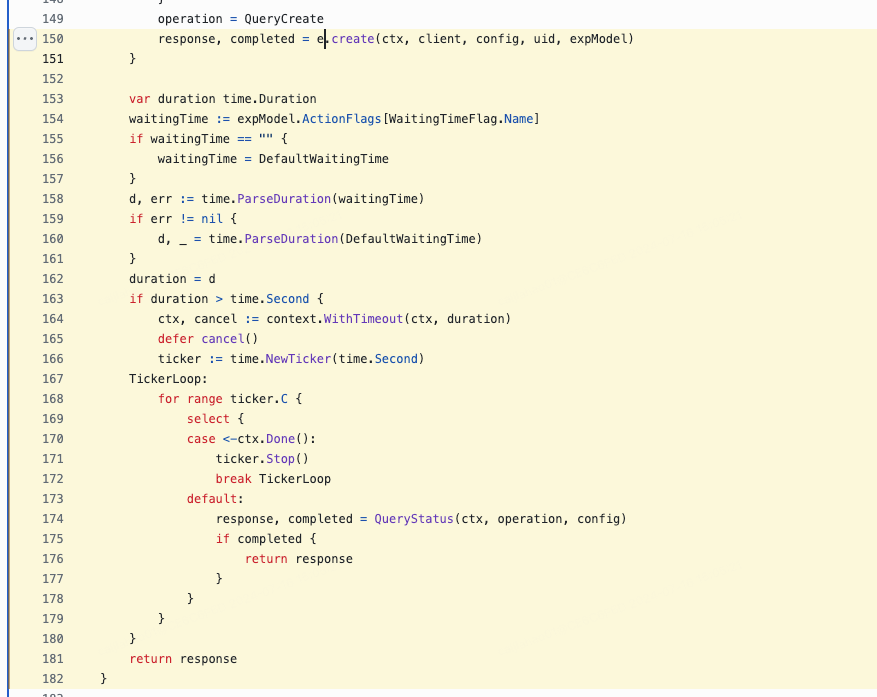 149 operation = QueryCreate
150 response, completed = e.create(ctx, client, config, uid, expModel)
151 }
152
153 var duration time.Duration
154 waitingTime := expModel.ActionFlags[WaitingTimeFlag.Name]
155 if waitingTime == "" {
156 waitingTime = DefaultWaitingTime
157 }
158 d, err := time.ParseDuration(waitingTime)
159 if err != nil {
160 d, _ = time.ParseDuration(DefaultWaitingTime)
161 }
162 duration = d
163 if duration > time.Second {
164 ctx, cancel := context.WithTimeout(ctx, duration)
165 defer cancel()
166 ticker := time.NewTicker(time.Second)
167 TickerLoop:
168 for range ticker.C {
169 select {
170 case <-ctx.Done():
171 ticker.Stop()
172 break TickerLoop
173 default:
174 response, completed = QueryStatus(ctx, operation, config)
175 if completed {
176 return response
177 }
178 }
179 }
180 }
181 return response
182 }